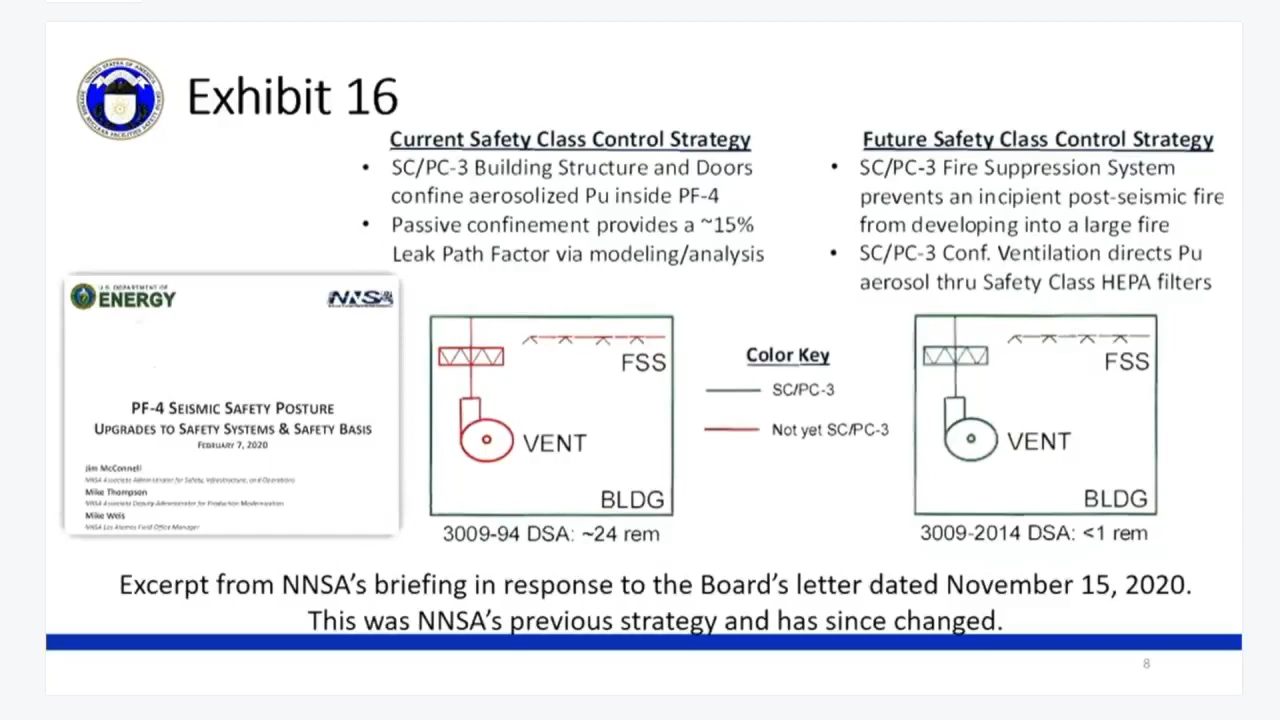 Exhibit 16
Current Safety Class Control Strategy
• SC/PC-3 Building Structure and Doors
confine aerosolized Pu inside PF-4
• Passive confinement provides a ~15%
Leak Path Factor via modeling/analysis
Future Safety Class Control Strategy
• SC/PC-3 Fire Suppression System
prevents an incipient post-seismic fire
from developing into a large fire
• SC/PC-3 Conf. Ventilation directs Pu
aerosol thru Safety Class HEPA filters
U.S. DEPARTMENT OF
ENERGY
NNSA
PF-4 SEISMIC SAFETY POSTURE
UPGRADES TO SAFETY SYSTEMS & SAFETY BASIS
FEBRUARY 7, 2020
Jim McConnell
NNSA Associate Administrator for Safety, Infrastructure, and Operations
Mike Thompson
NNSA Associate Deputy Administrator for Production Modernization
Mike Weis
NNSA Los Alamos Field Office Manager
FSS
VENT
BLDG
3009-94 DSA: ~24 rem
Color Key
SC/PC-3
Not yet SC/PC-3
FSS
VENT
BLDG
3009-2014 DSA: <1 rem
Excerpt from NNSA's briefing in response to the Board's letter dated November 15, 2020.
This was NNSA's previous strategy and has since changed.
8